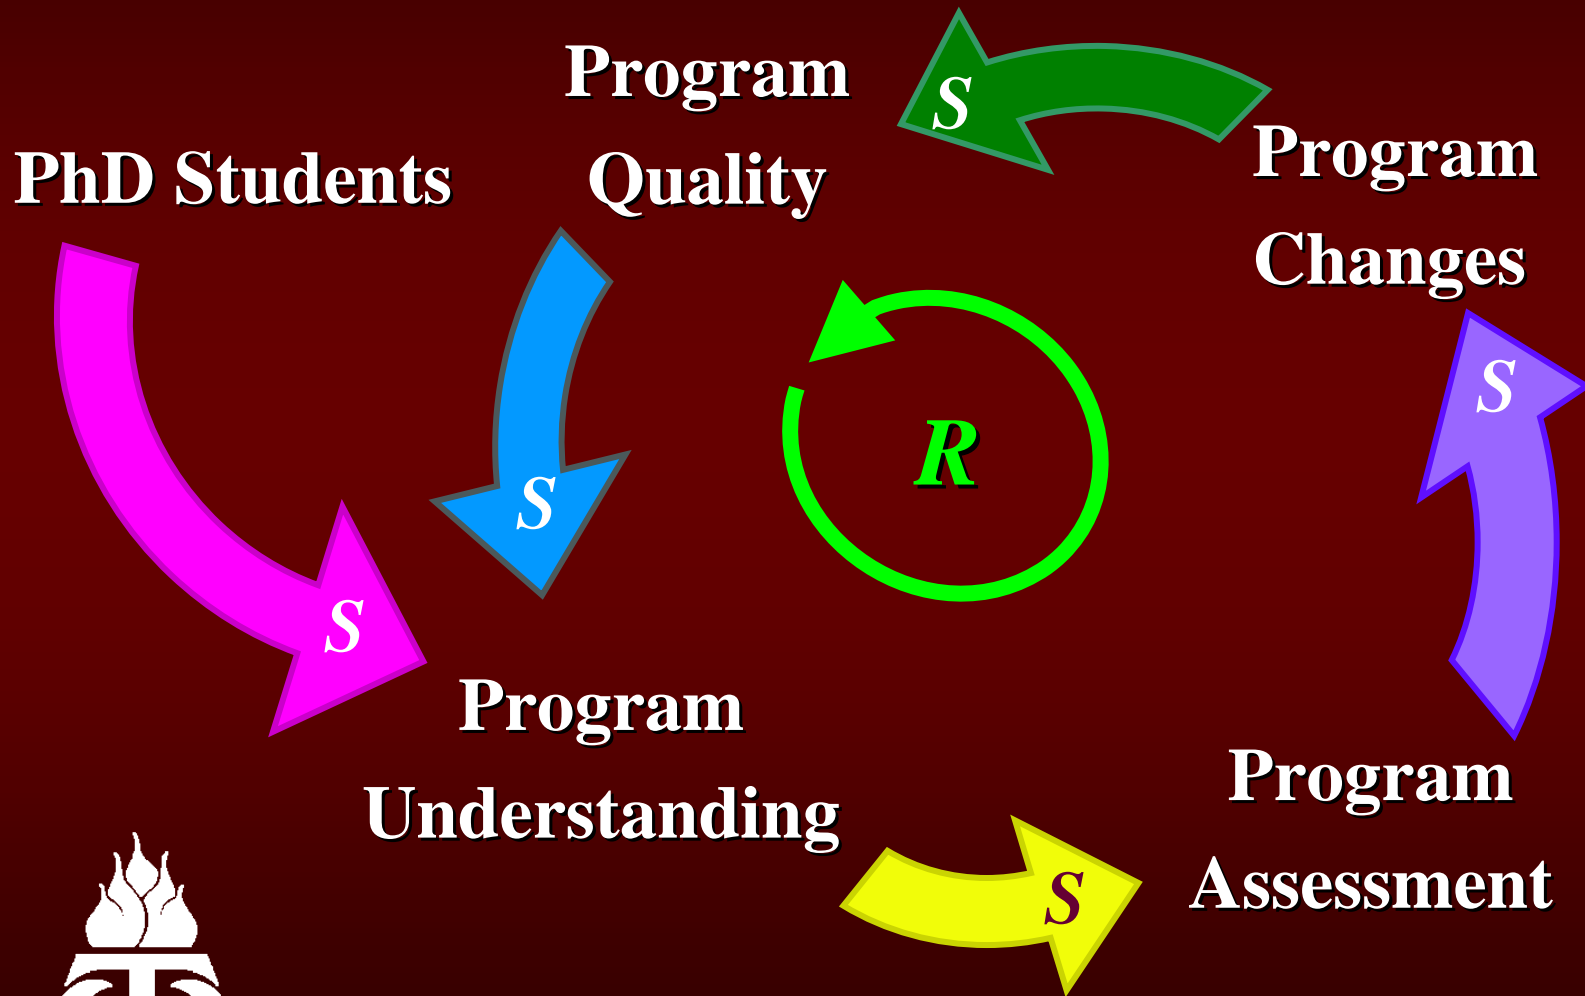 PhD Students
Program
Quality
S
Program
Changes
S
S
R
S
S
Program
Understanding
Program
Assessment
S